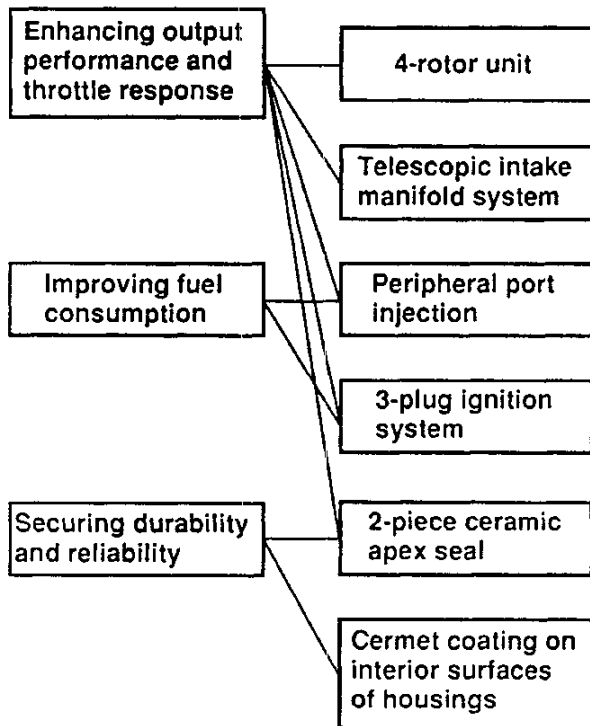 Enhancing output
performance and
throttle response
4-rotor unit
Telescopic intake
manifold system
Improving fuel
consumption
Peripheral port
injection
3-plug ignition
system
Securing durability
and reliability
2-piece ceramic
apex seal
Cermet coating on
interior surfaces
of housings